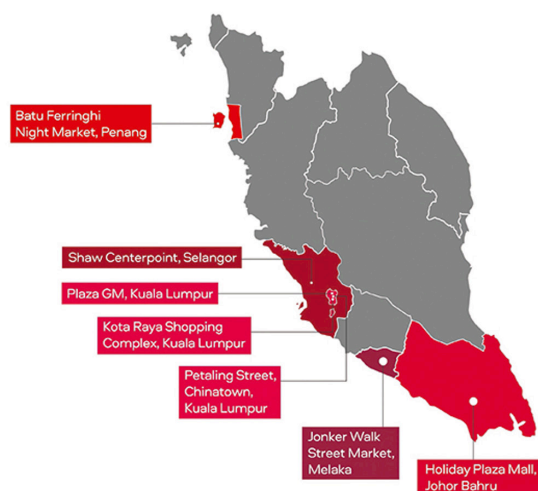 Batu Ferringhi
Night Market, Penang
Shaw Centerpoint, Selangor
Plaza GM, Kuala Lumpur
Kota Raya Shopping
Complex, Kuala Lumpur
Petaling Street,
Chinatown,
Kuala Lumpur
Jonker Walk
Street Market,
Melaka
Holiday Plaza Mall,
Johor Bahru